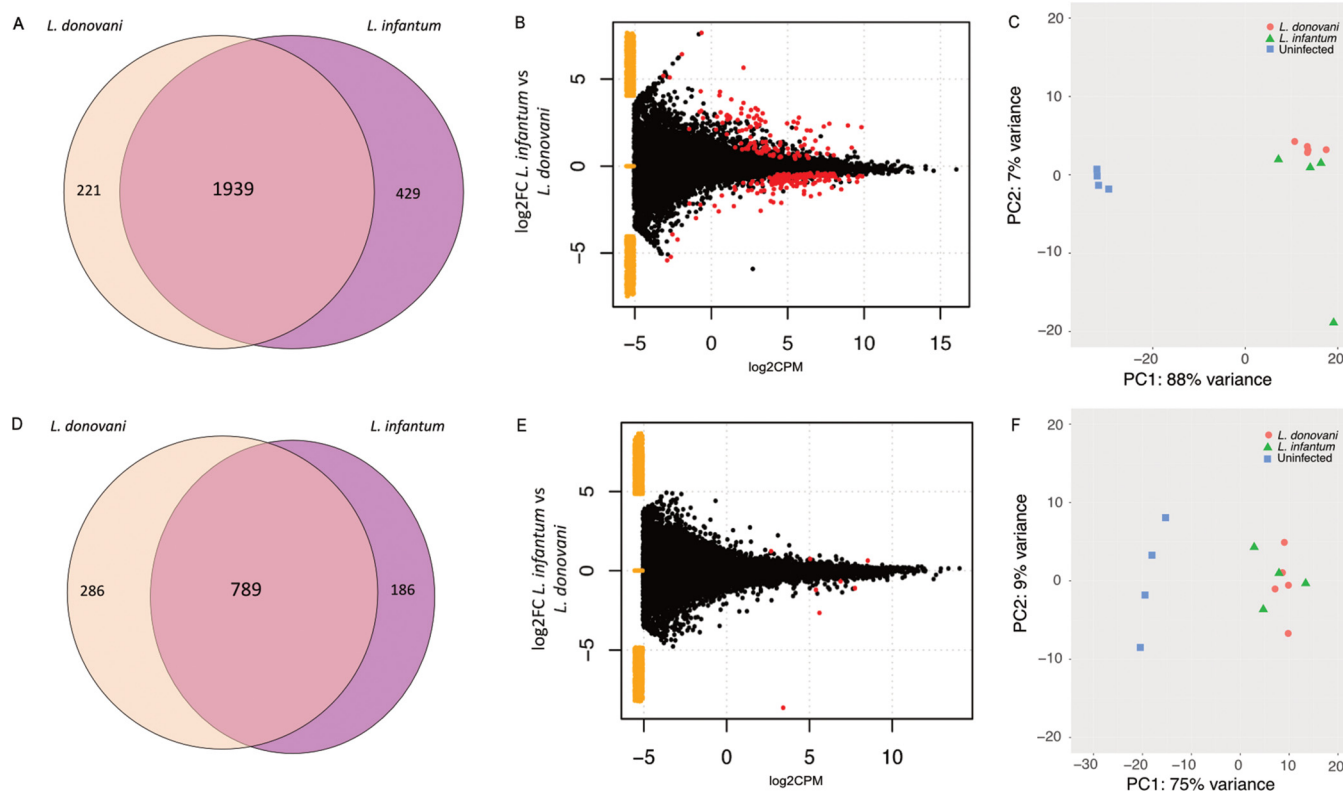 A
L. donovani
L. infantum
221
1939
429
B
log2FC L. infantum vs
L. donovani
5
0
−5
−5
0
5
10
15
log2CPM
C
L. donovani
L. infantum
Uninfected
20
10
0
−10
−20
PC2: 7% variance
−20
0
20
PC1: 88% variance
D
L. donovani
L. infantum
286
789
186
E
log2FC L. infantum vs
L. donovani
5
0
−5
−5
0
5
10
log2CPM
F
L. donovani
L. infantum
Uninfected
20
10
0
−10
−20
PC2: 9% variance
−30
−20
−10
0
10
20
PC1: 75% variance